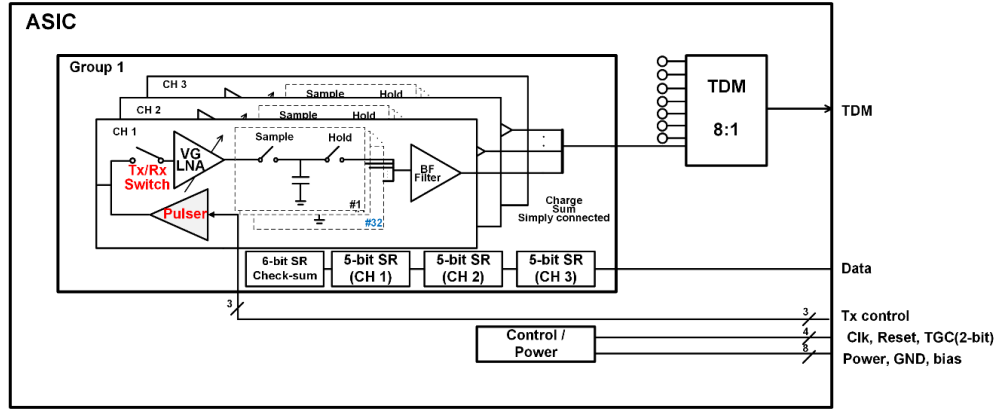 ASIC
Group 1
CH 3
Sample Hold
CH 2
Sample Hold
CH 1
Sample Hold
VG
LNA
Tx/Rx
Switch
Pulser
#1
#32
BF
Filter
TDM
8:1
TDM
Charge
Sum
Simply connected
6-bit SR
Check-sum
5-bit SR
(CH 1)
5-bit SR
(CH 2)
5-bit SR
(CH 3)
Data
3
3
Tx control
Control /
Power
4
Clk, Reset, TGC(2-bit)
8
Power, GND, bias